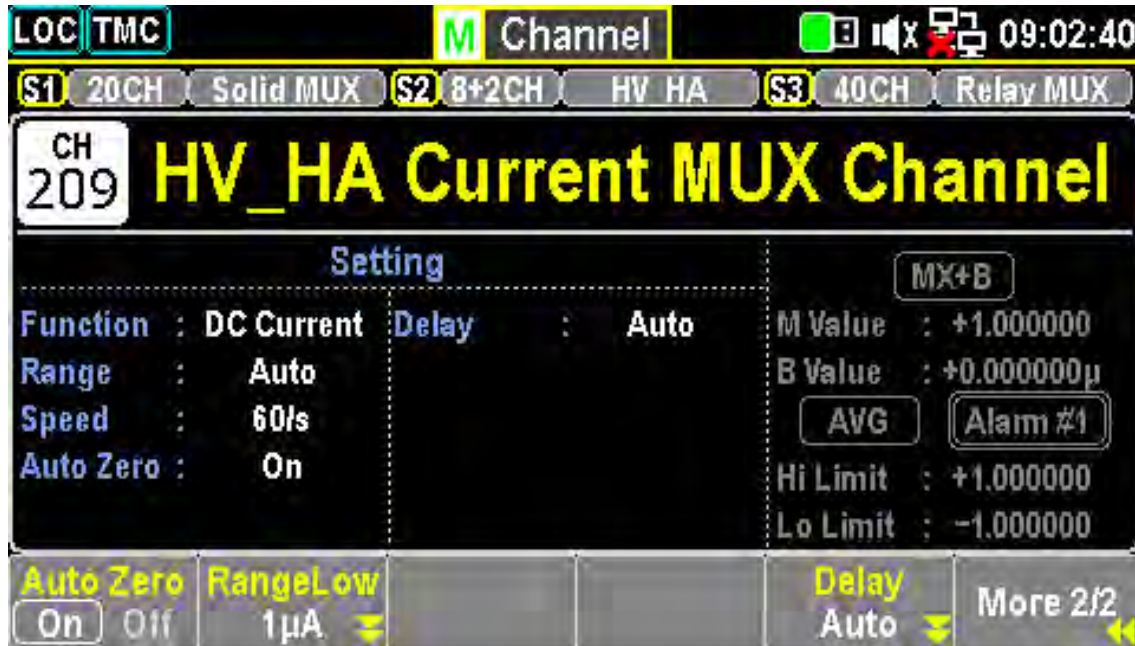 LOC TMC M Channel 09:02:40
S1 20CH Solid MUX S2 8+2CH HV HA S3 40CH Relay MUX
CH
209
HV_HA Current MUX Channel
Setting
Function : DC Current
Range : Auto
Speed : 60/s
Auto Zero : On
Delay : Auto
MX+B
M Value : +1.000000
B Value : +0.000000µ
AVG Alarm #1
Hi Limit : +1.000000
Lo Limit : -1.000000
Auto Zero
On Off
RangeLow
1µA
Delay
Auto
More 2/2